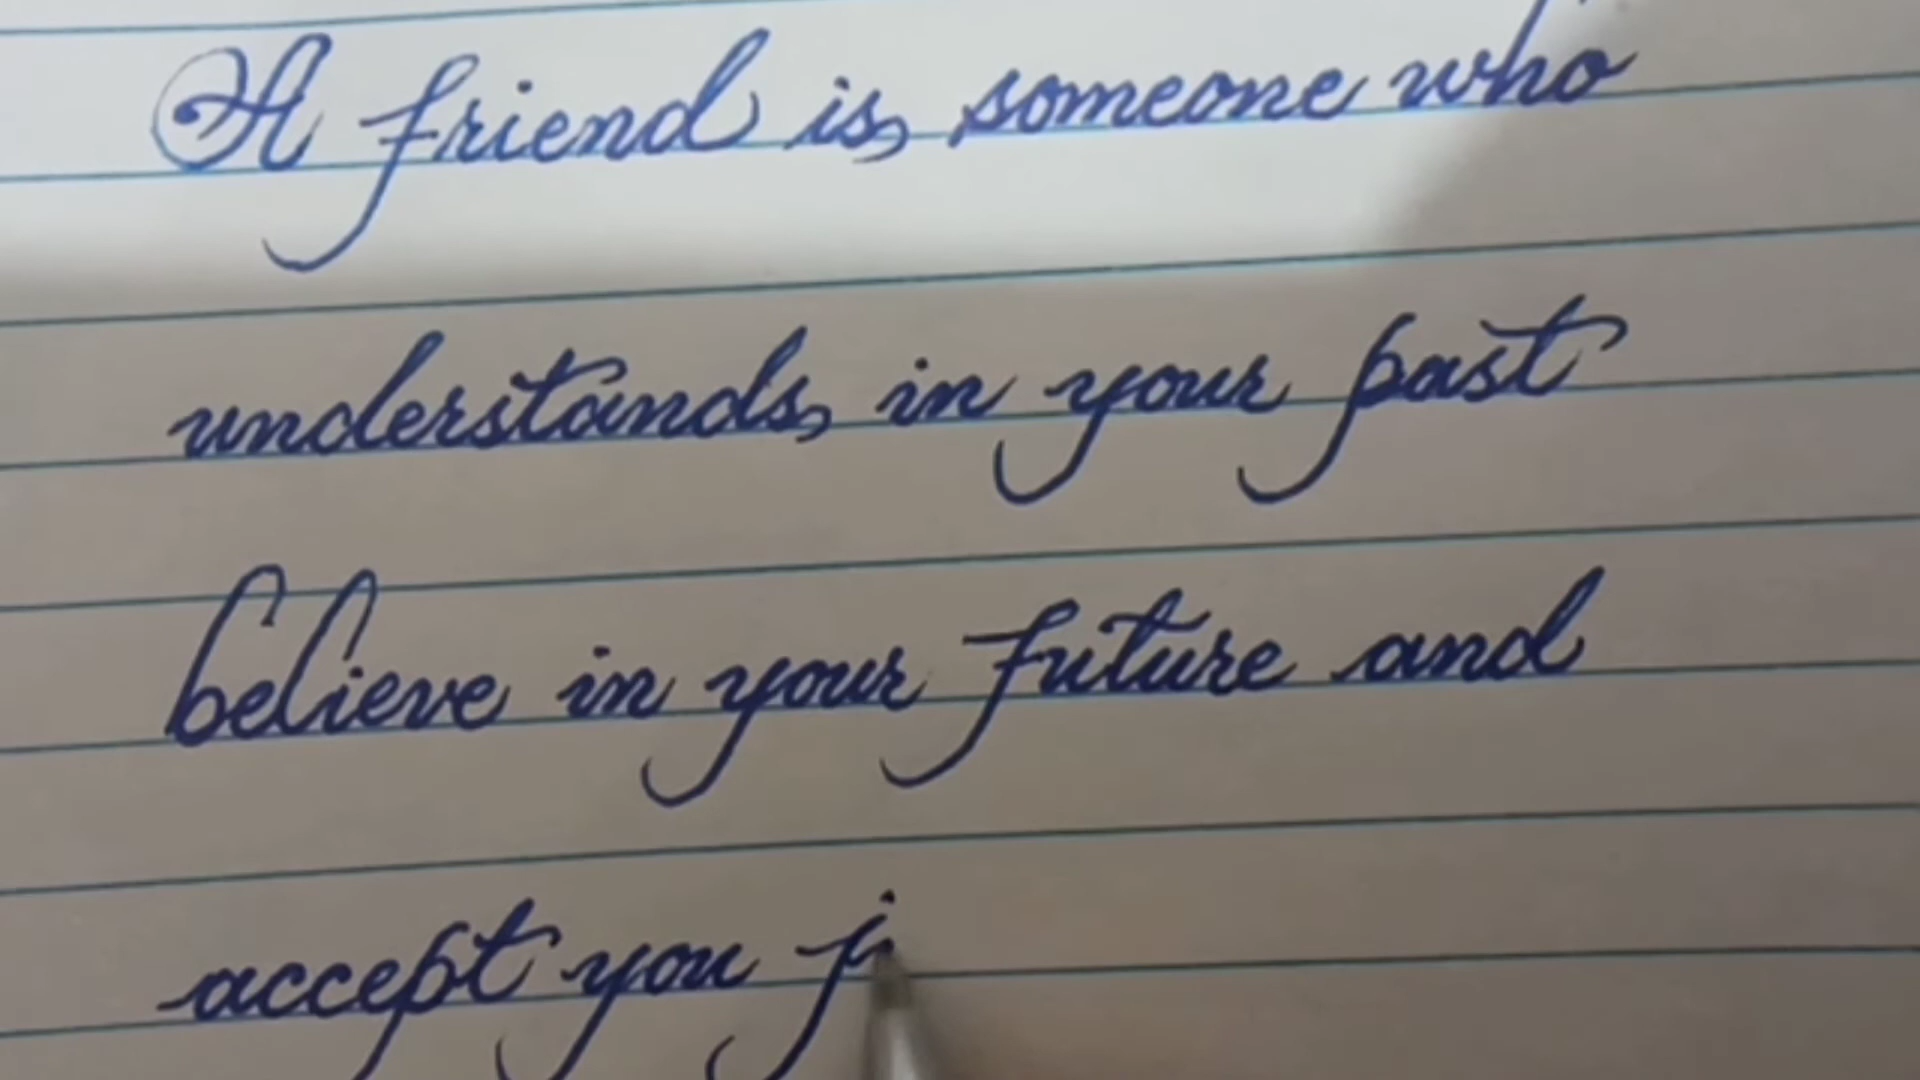 A friend is someone who
understands in your past
believe in your future and
accept you j